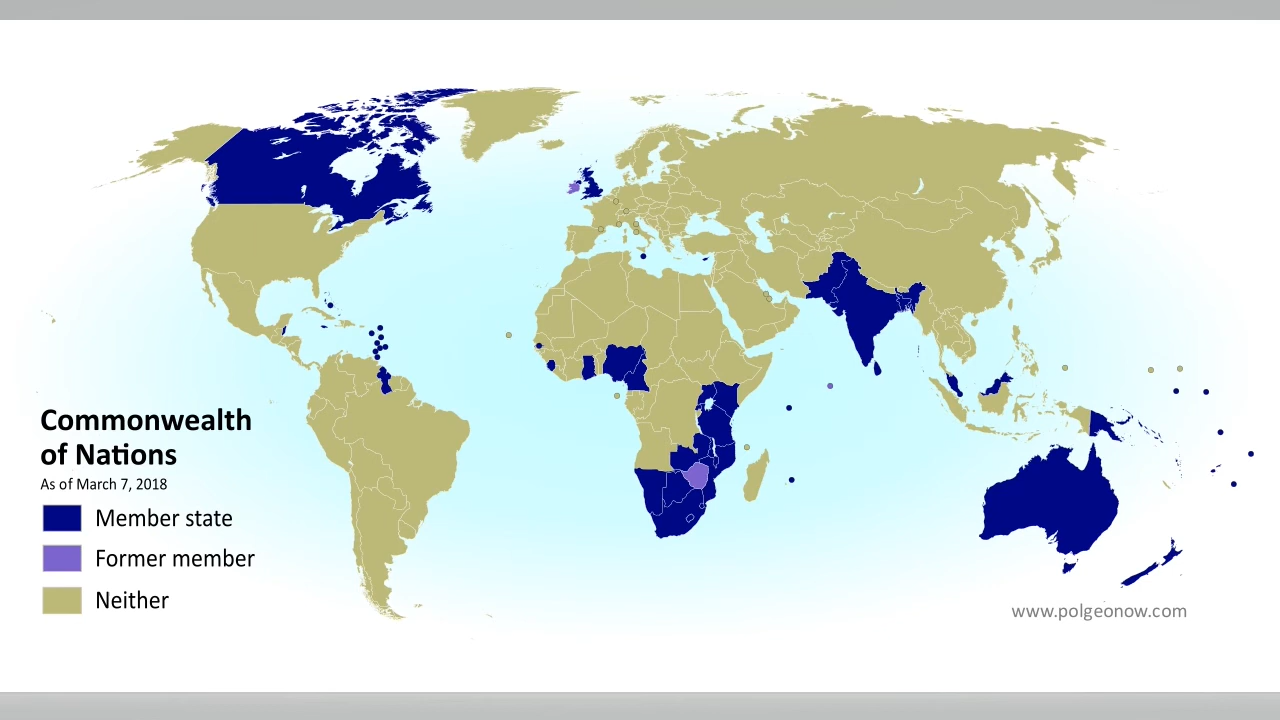 Commonwealth
of Nations
As of March 7, 2018
Member state
Former member
Neither
www.polgeonow.com